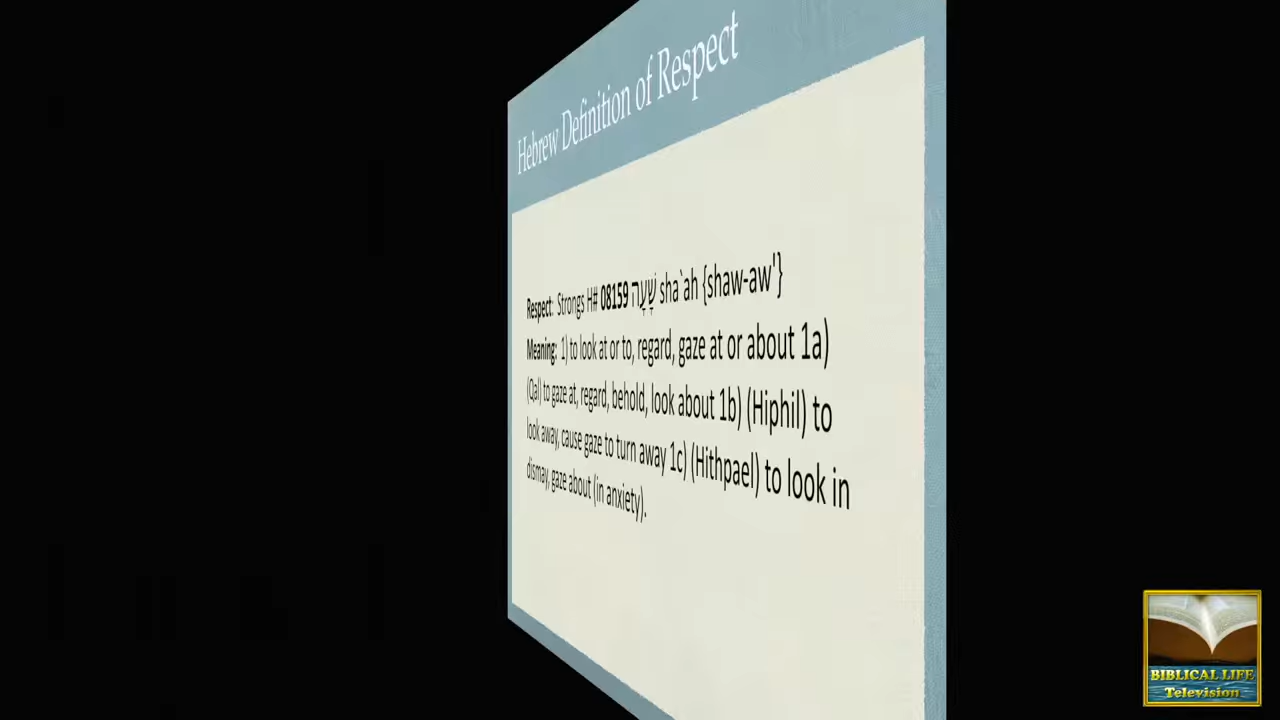 Hebrew Definition of Respect
Respect: Strongs H# 08159 שָׁעָה sha`ah {shaw-aw'}
Meaning: 1) to look at or to, regard, gaze at or about 1a)
(Qal) to gaze at, regard, behold, look about 1b) (Hiphil) to
look away, cause gaze to turn away 1c) (Hithpael) to look in
dismay, gaze about (in anxiety).
BIBLICAL LIFE
Television